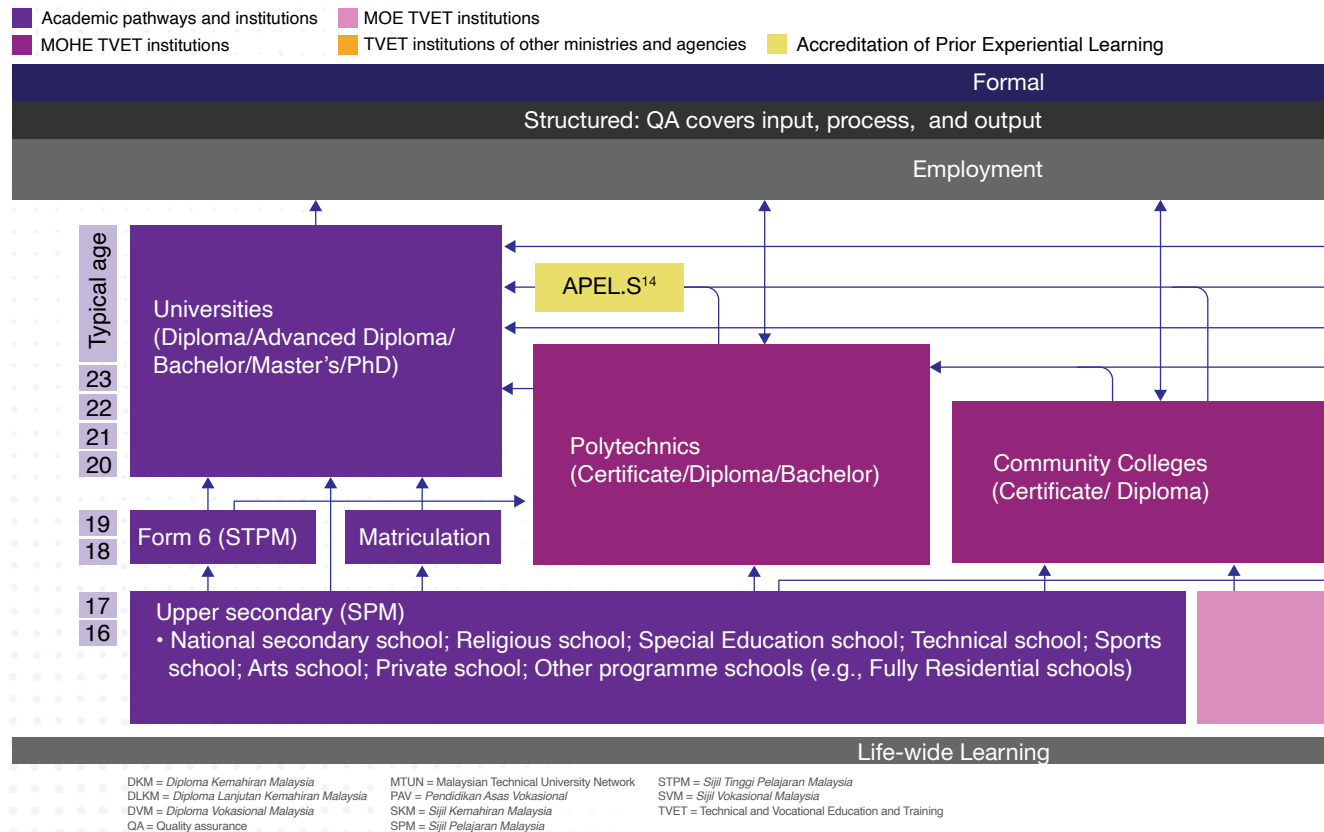 Academic pathways and institutions
MOE TVET institutions
MOHE TVET institutions
TVET institutions of other ministries and agencies
Accreditation of Prior Experiential Learning
Formal
Structured: QA covers input, process, and output
Employment
Typical age
23
22
21
20
19
18
17
16
Universities
(Diploma/Advanced Diploma/
Bachelor/Master’s/PhD)
APEL.S14
Polytechnics
(Certificate/Diploma/Bachelor)
Community Colleges
(Certificate/ Diploma)
Form 6 (STPM)
Matriculation
Upper secondary (SPM)
• National secondary school; Religious school; Special Education school; Technical school; Sports
school; Arts school; Private school; Other programme schools (e.g., Fully Residential schools)
Life-wide Learning
DKM = Diploma Kemahiran Malaysia
DLKM = Diploma Lanjutan Kemahiran Malaysia
DVM = Diploma Vokasional Malaysia
QA = Quality assurance
MTUN = Malaysian Technical University Network
PAV = Pendidikan Asas Vokasional
SKM = Sijil Kemahiran Malaysia
SPM = Sijil Pelajaran Malaysia
STPM = Sijil Tinggi Pelajaran Malaysia
SVM = Sijil Vokasional Malaysia
TVET = Technical and Vocational Education and Training